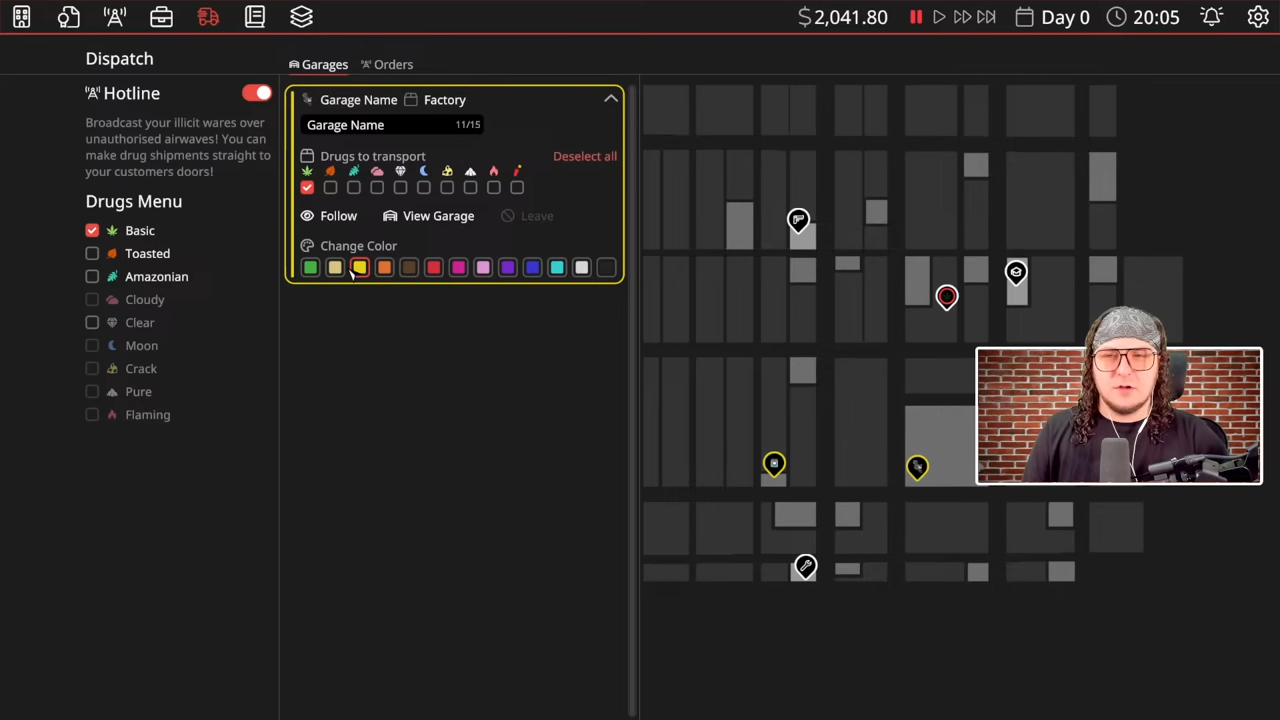 $2,041.80
Day 0
20:05
Dispatch
Garages
Orders
Hotline
Broadcast your illicit wares over
unauthorised airwaves! You can
make drug shipments straight to
your customers doors!
Drugs Menu
Basic
Toasted
Amazonian
Cloudy
Clear
Moon
Crack
Pure
Flaming
Garage Name
Factory
Garage Name
11/15
Drugs to transport
Deselect all
Follow
View Garage
Leave
Change Color